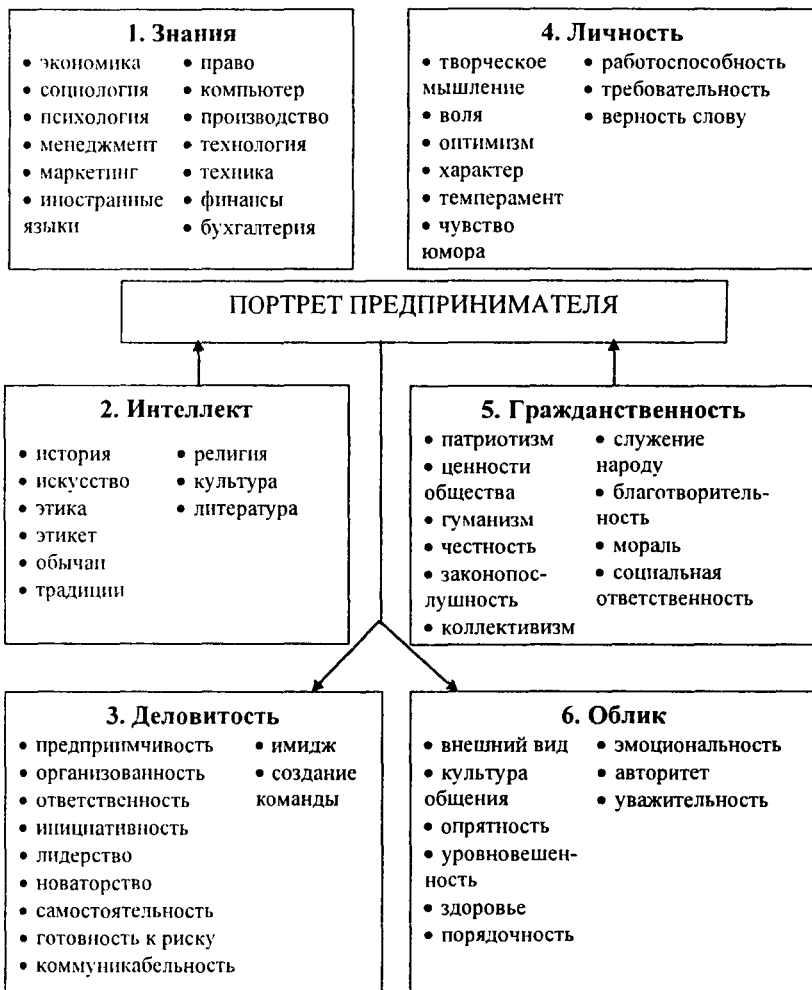 1. Знания
• экономика
• социология
• психология
• менеджмент
• маркетинг
• иностранные
языки
• право
• компьютер
• производство
• технология
• техника
• финансы
• бухгалтерия
4. Личность
• творческое
мышление
• воля
• оптимизм
• характер
• темперамент
• чувство
юмора
• работоспособность
• требовательность
• верность слову
ПОРТРЕТ ПРЕДПРИНИМАТЕЛЯ
2. Интеллект
• история
• искусство
• этика
• этикет
• обычаи
• традиции
• религия
• культура
• литература
5. Гражданственность
• патриотизм
• ценности
общества
• гуманизм
• честность
• законопос-
лушность
• коллективизм
• служение
народу
• благотворитель-
ность
• мораль
• социальная
ответственность
3. Деловитость
• предприимчивость
• организованность
• ответственность
• инициативность
• лидерство
• новаторство
• самостоятельность
• готовность к риску
• коммуникабельность
• имидж
• создание
команды
6. Облик
• внешний вид
• культура
общения
• опрятность
• уровновешен-
ность
• здоровье
• порядочность
• эмоциональность
• авторитет
• уважительность